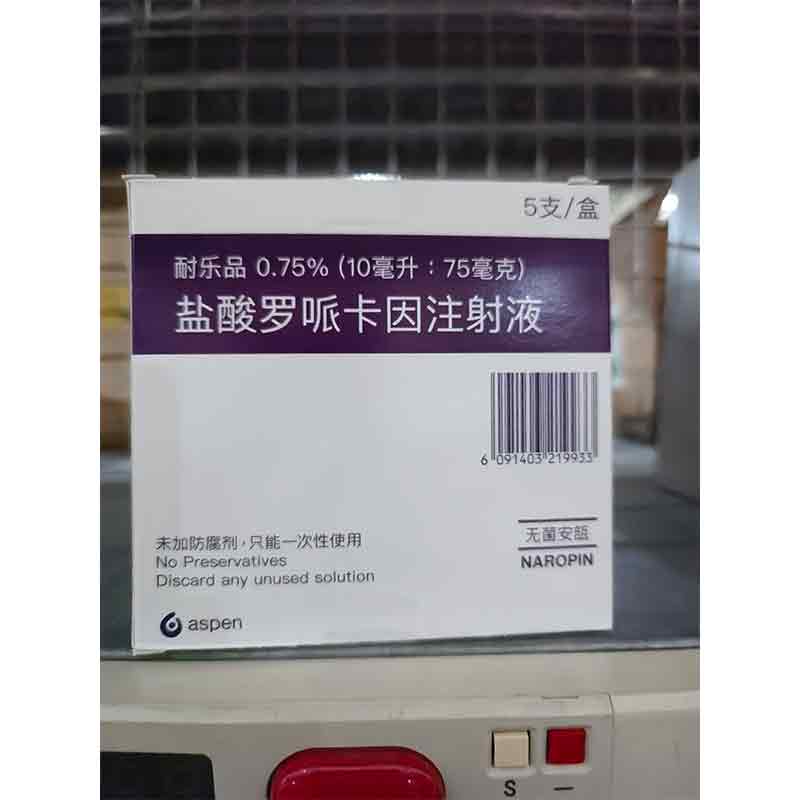 5支/盒
耐乐品 0.75% (10毫升：75毫克)
盐酸罗哌卡因注射液
6 091403 219933
无菌安瓿
NAROPIN
未加防腐剂，只能一次性使用
No Preservatives
Discard any unused solution
aspen
S
—